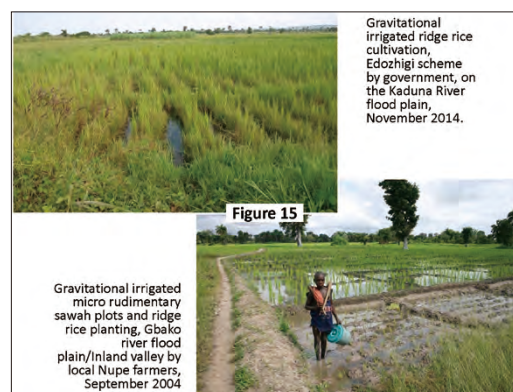 Gravitational
irrigated ridge rice
cultivation,
Edozhigi scheme
by government, on
the Kaduna River
flood plain,
November 2014.
Figure 15
Gravitational irrigated
micro rudimentary
sawah plots and ridge
rice planting, Gbako
river flood
plain/Inland valley by
local Nupe farmers,
September 2004